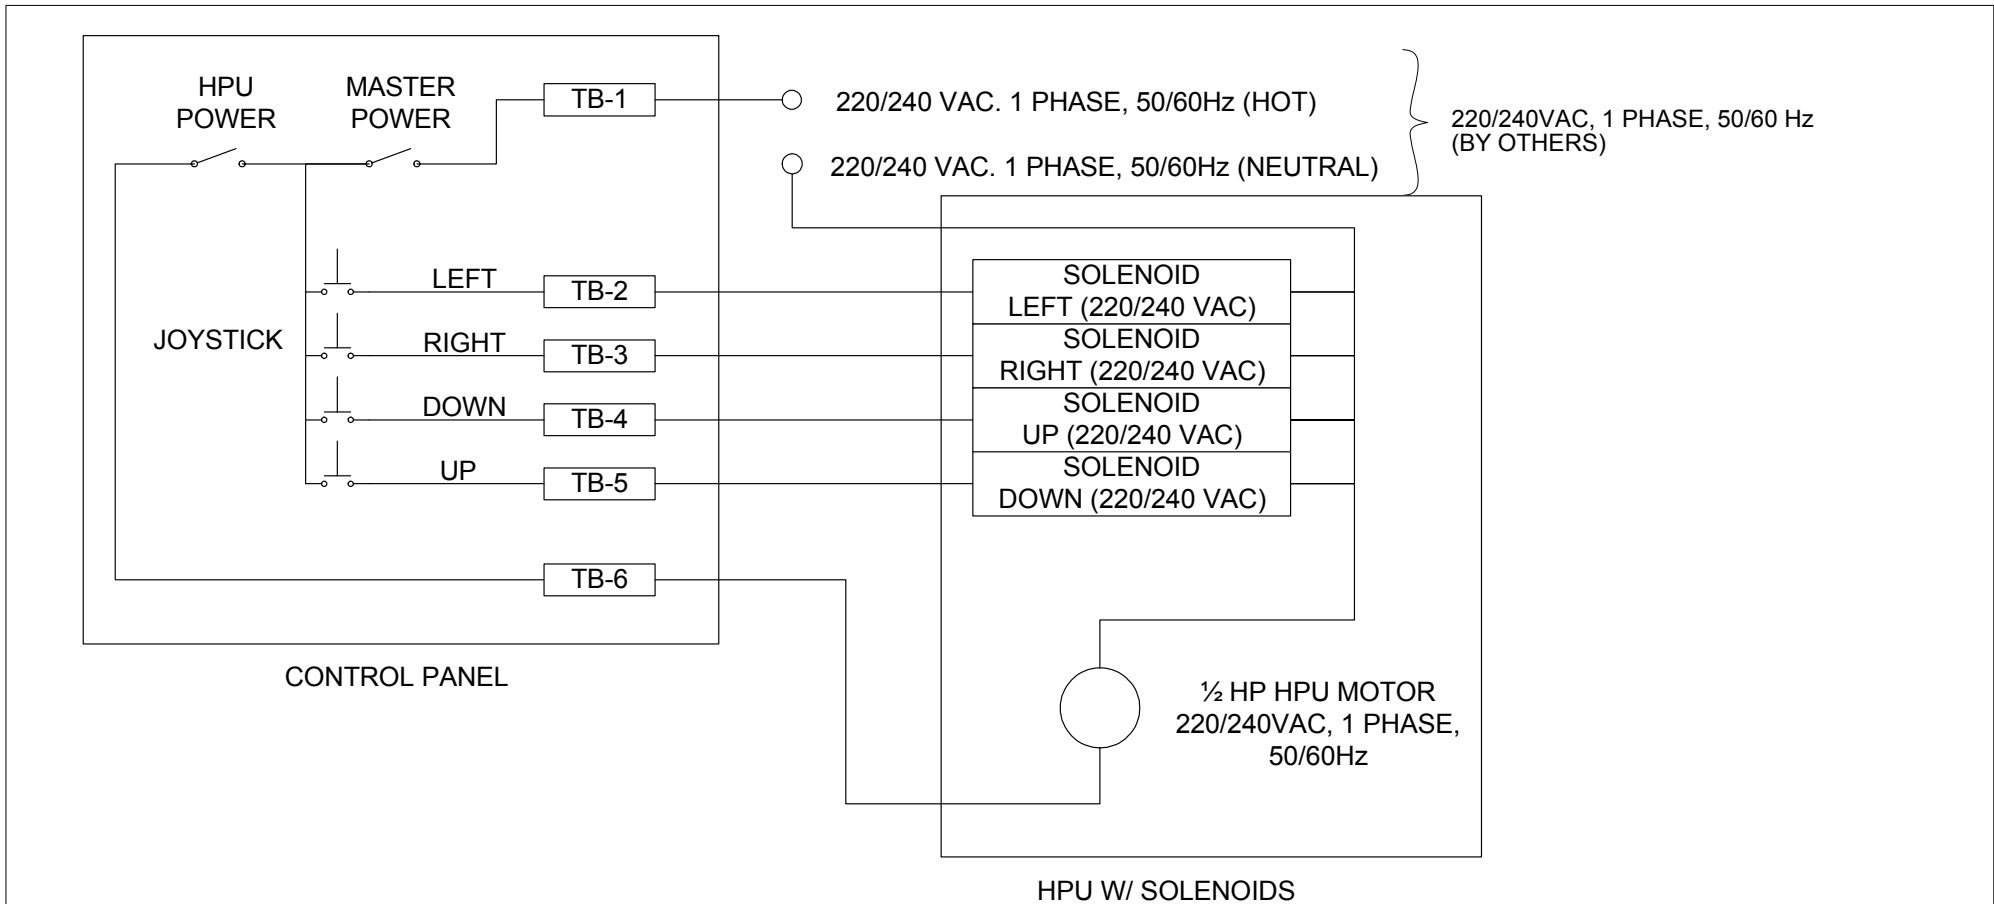 HPU
POWER
MASTER
POWER
TB-1
220/240 VAC. 1 PHASE, 50/60Hz (HOT)
220/240VAC, 1 PHASE, 50/60 Hz
(BY OTHERS)
220/240 VAC. 1 PHASE, 50/60Hz (NEUTRAL)
JOYSTICK
LEFT
TB-2
SOLENOID
LEFT (220/240 VAC)
RIGHT
TB-3
SOLENOID
RIGHT (220/240 VAC)
DOWN
TB-4
SOLENOID
UP (220/240 VAC)
UP
TB-5
SOLENOID
DOWN (220/240 VAC)
TB-6
CONTROL PANEL
½ HP HPU MOTOR
220/240VAC, 1 PHASE,
50/60Hz
HPU W/ SOLENOIDS